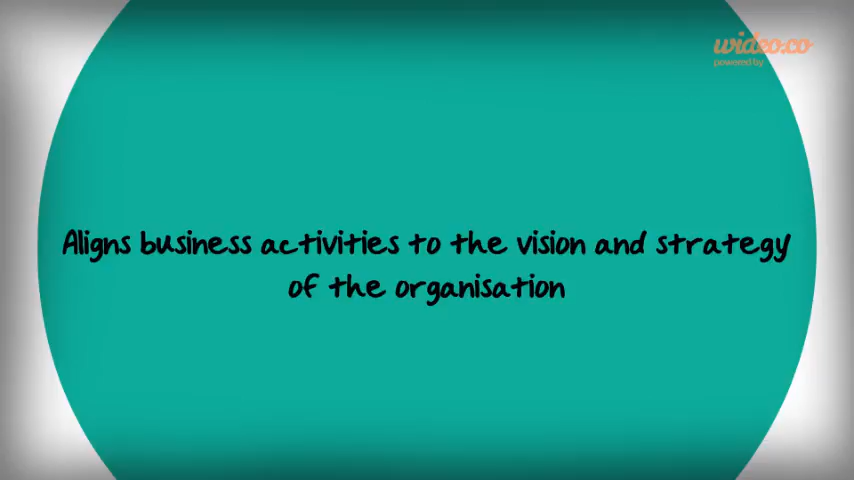 wideo.co
powered by
Aligns business activities to the vision and strategy
of the organisation